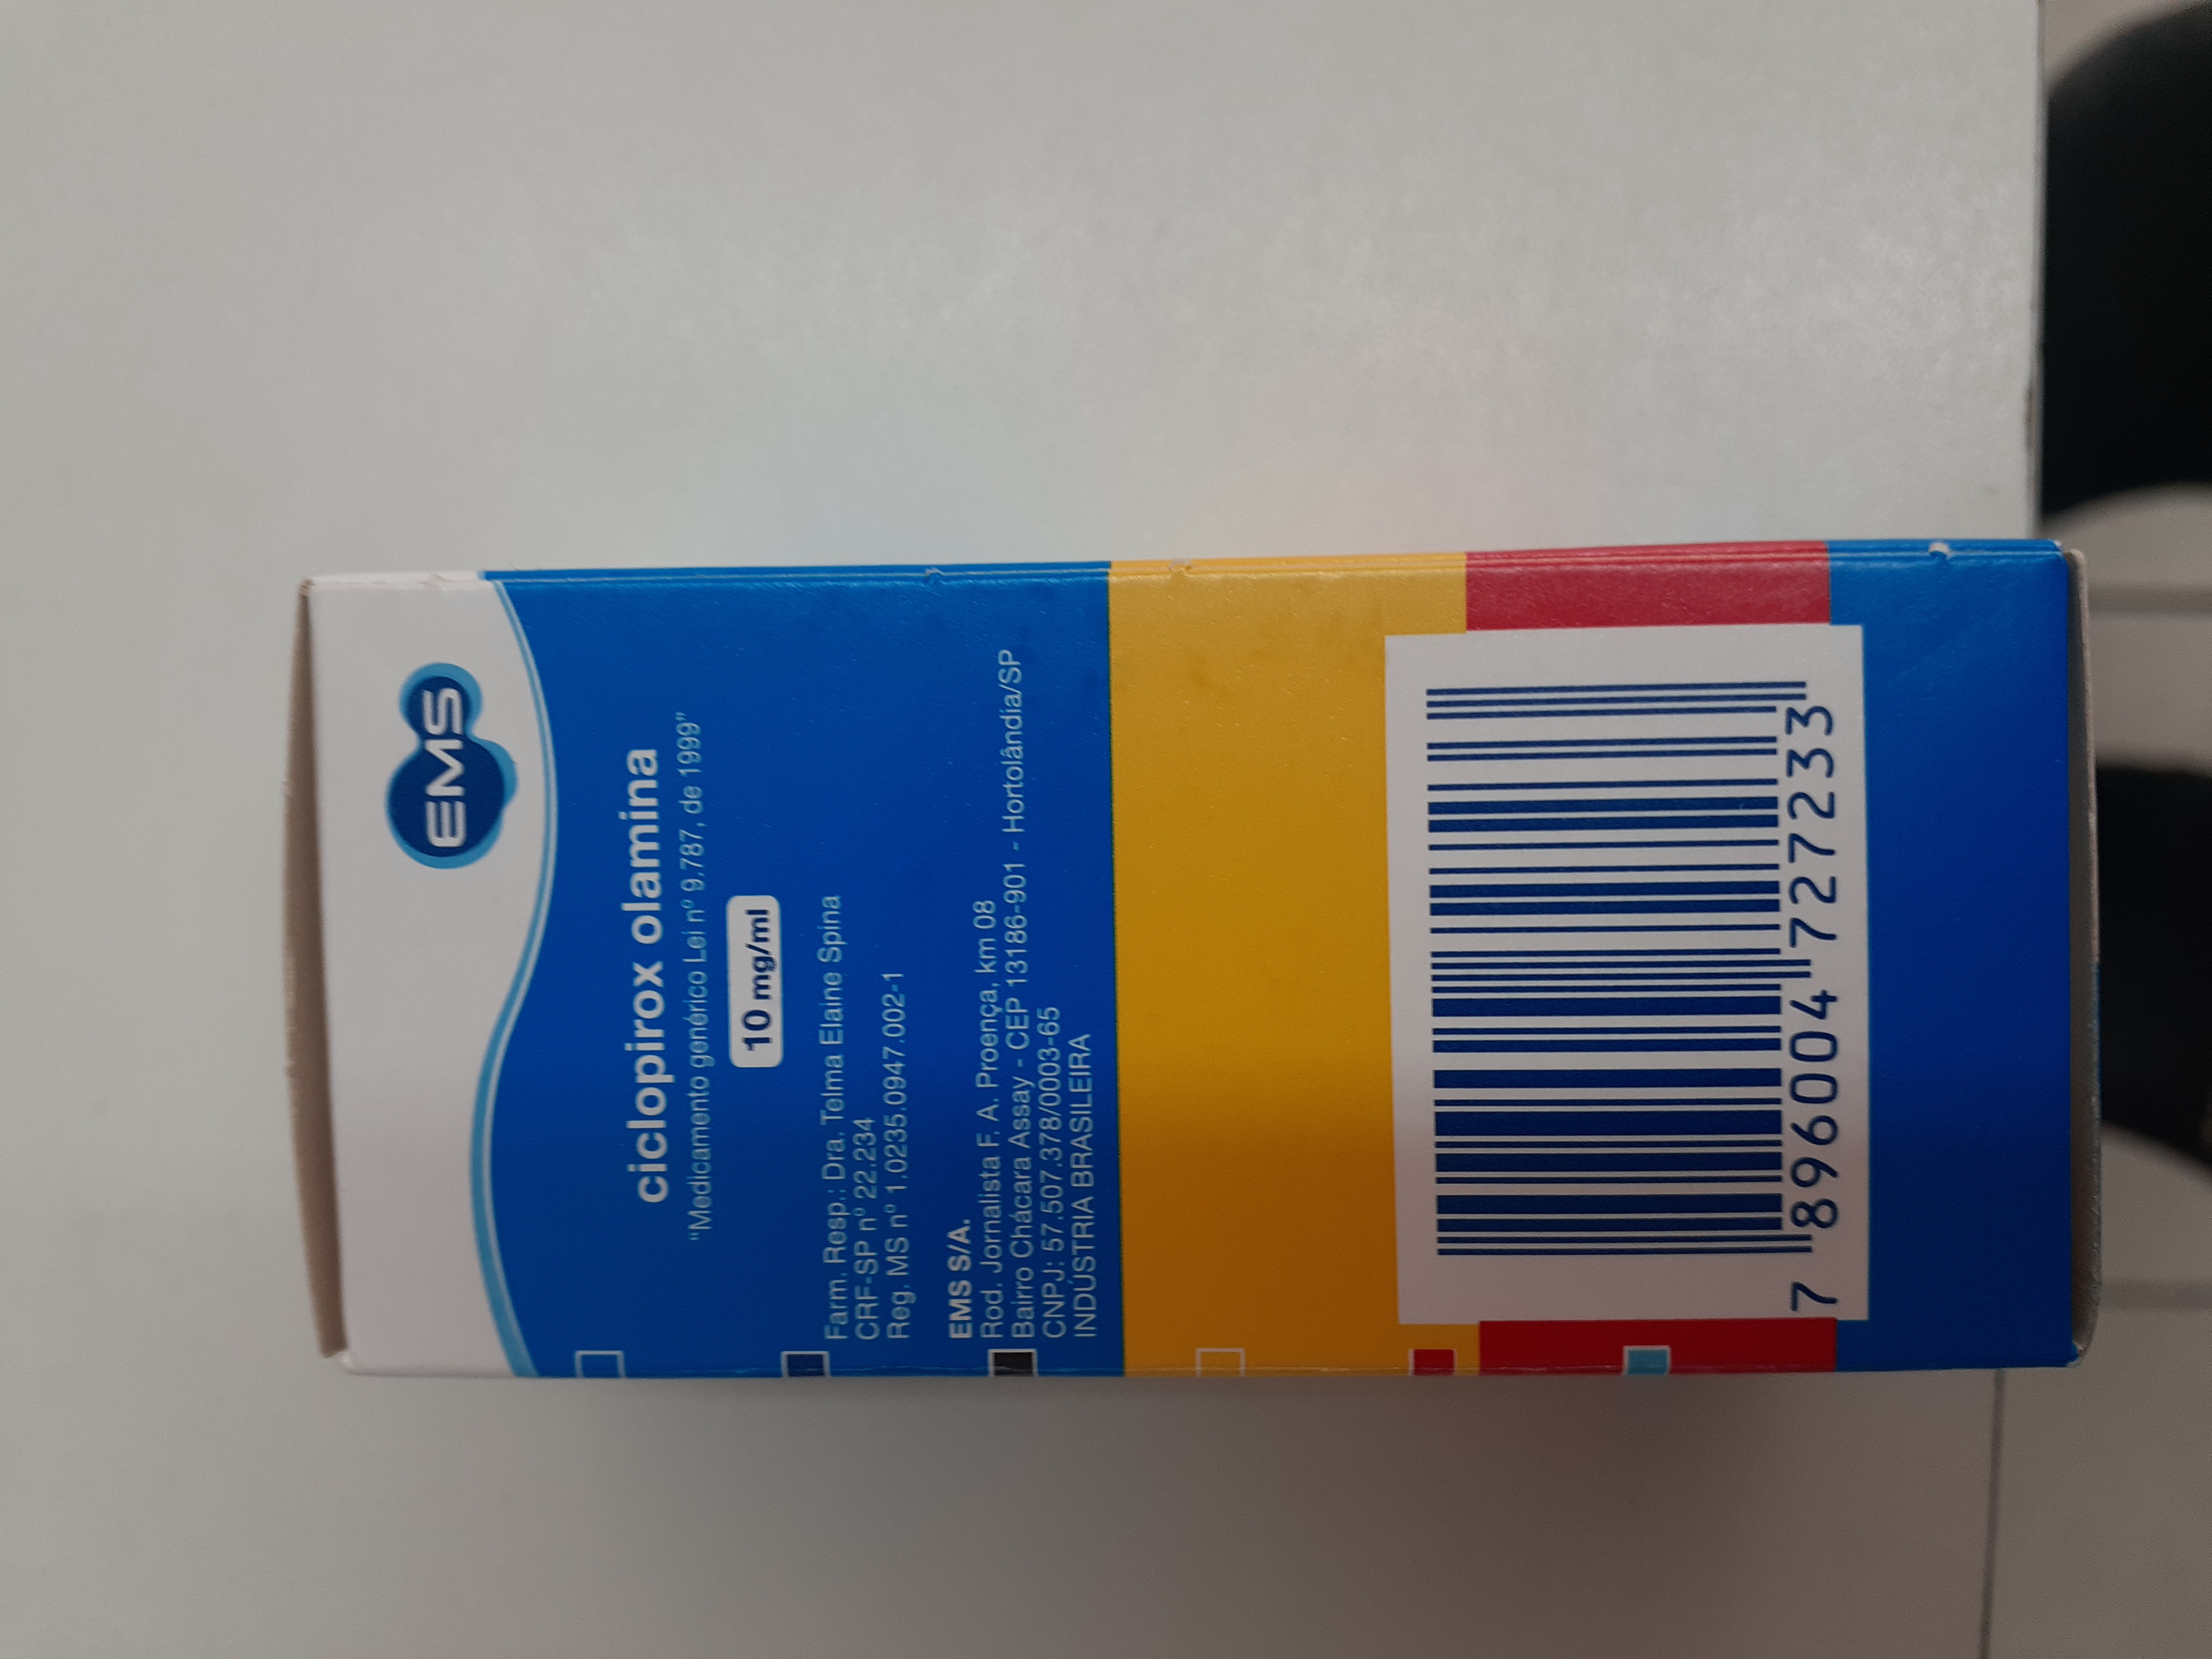 EMS
ciclopirox olamina
"Medicamento genérico Lei nº 9.787, de 1999"
10 mg/ml
Farm. Resp.: Dra. Telma Elaine Spina
CRF-SP nº 22.234
Reg. MS nº 1.0235.0947.002-1
EMS S/A.
Rod. Jornalista F. A. Proença, km 08
Bairro Chácara Assay - CEP 13186-901 - Hortolândia/SP
CNPJ: 57.507.378/0003-65
INDÚSTRIA BRASILEIRA
7 896004 727233